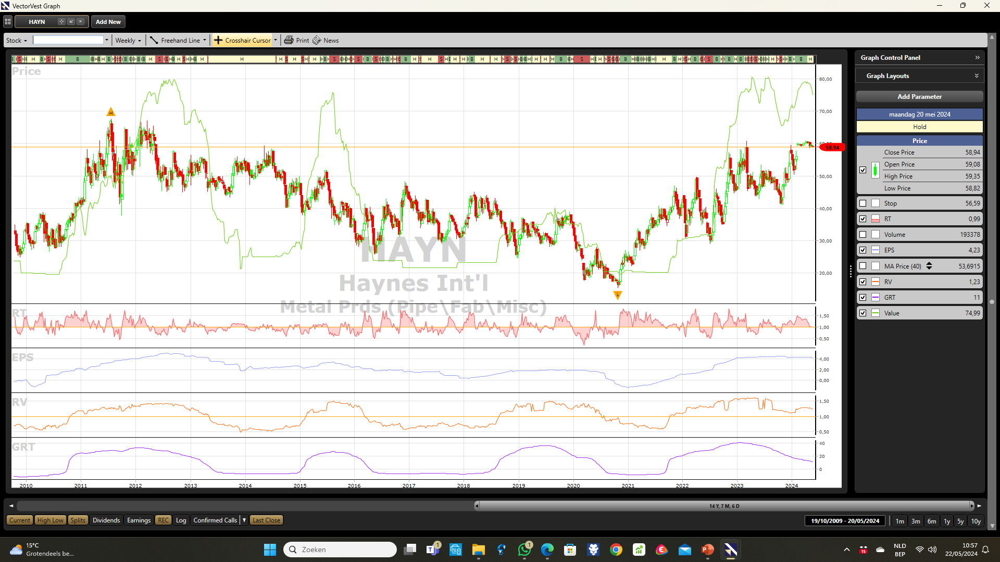 VectorVest Graph
HAYN
Add New
Stock
Weekly
Freehand Line
Crosshair Cursor
Print
News
Price
80,00
70,00
60,00
58,94
50,00
40,00
30,00
20,00
H
L
HAYN
Haynes Int'l
Metal Prds (Pipe\Fab\Misc)
RT
1,50
1,00
0,50
EPS
4,00
2,00
0,00
RV
1,50
1,00
0,50
GRT
40
20
0
2010 2011 2012 2013 2014 2015 2016 2017 2018 2019 2020 2021 2022 2023 2024
14 Y, 7 M, 6 D
Current
High Low
Splits
Dividends
Earnings
REC
Log
Confirmed Calls
Last Close
19/10/2009 - 20/05/2024
1m
3m
6m
1y
5y
10y
Graph Control Panel
Graph Layouts
Add Parameter
maandag 20 mei 2024
Hold
Price
Close Price 58,94
Open Price 59,08
High Price 59,35
Low Price 58,82
Stop 56,59
RT 0,99
Volume 193378
EPS 4,23
MA Price (40) 53,6915
RV 1,23
GRT 11
Value 74,99
15°C
Grotendeels be...
Zoeken
1
1
15
NLD
BEP
10:57
22/05/2024